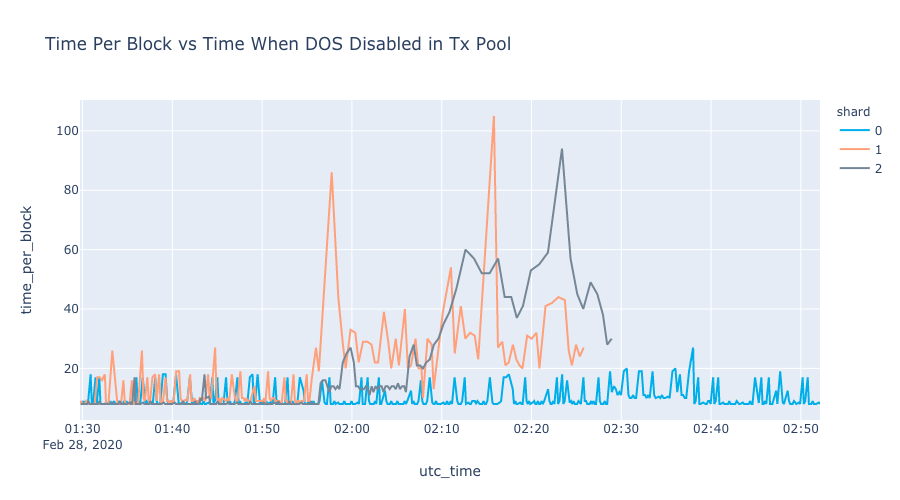 Time Per Block vs Time When DOS Disabled in Tx Pool
shard
0
1
2
100
80
60
40
20
time_per_block
01:30 01:40 01:50 02:00 02:10 02:20 02:30 02:40 02:50
Feb 28, 2020
utc_time